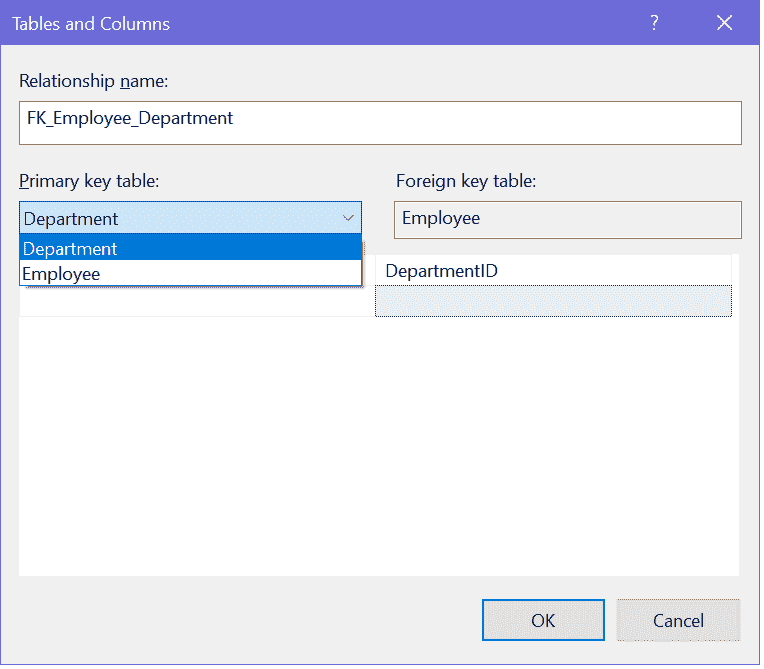 Tables and Columns ?
Relationship name:
FK_Employee_Department
Primary key table: Foreign key table:
Department Employee
Department
Employee DepartmentID
OK Cancel